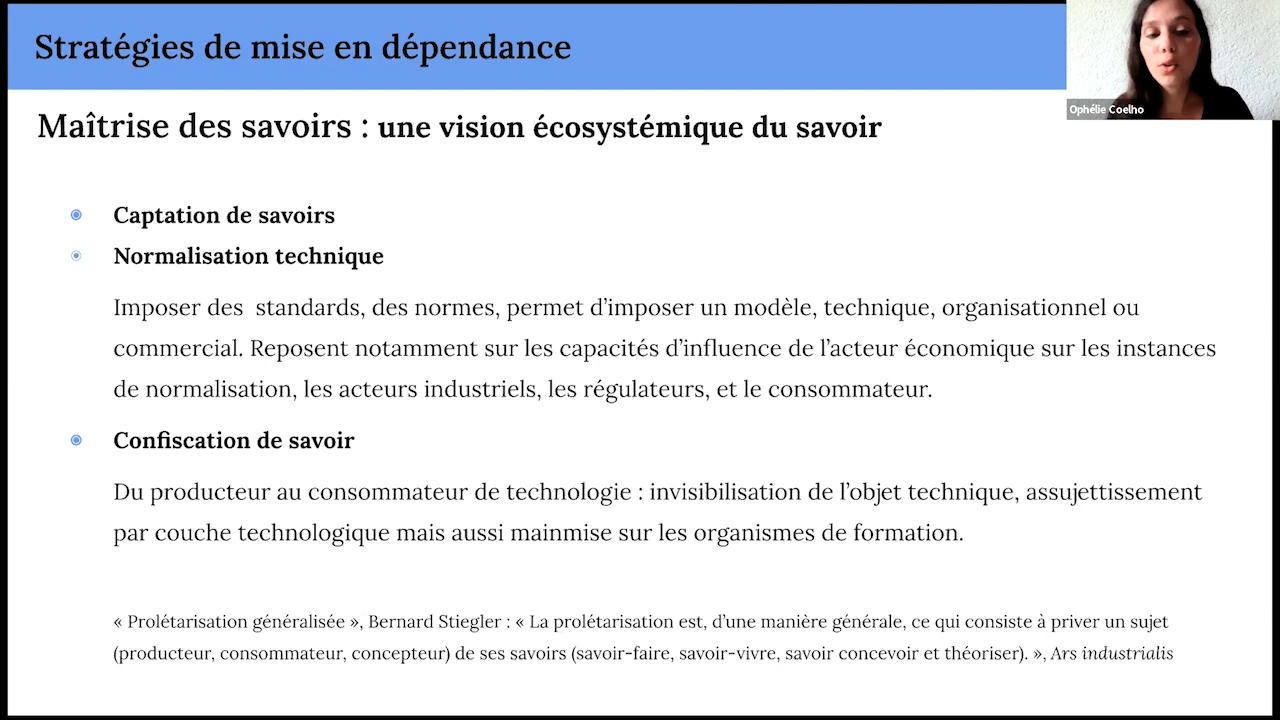 Stratégies de mise en dépendance
Ophélie Coelho
Maîtrise des savoirs : une vision écosystémique du savoir
Captation de savoirs
Normalisation technique
Imposer des standards, des normes, permet d'imposer un modèle, technique, organisationnel ou
commercial. Reposent notamment sur les capacités d'influence de l'acteur économique sur les instances
de normalisation, les acteurs industriels, les régulateurs, et le consommateur.
Confiscation de savoir
Du producteur au consommateur de technologie : invisibilisation de l'objet technique, assujettissement
par couche technologique mais aussi mainmise sur les organismes de formation.
« Prolétarisation généralisée », Bernard Stiegler : « La prolétarisation est, d'une manière générale, ce qui consiste à priver un sujet
(producteur, consommateur, concepteur) de ses savoirs (savoir-faire, savoir-vivre, savoir concevoir et théoriser). », Ars industrialis